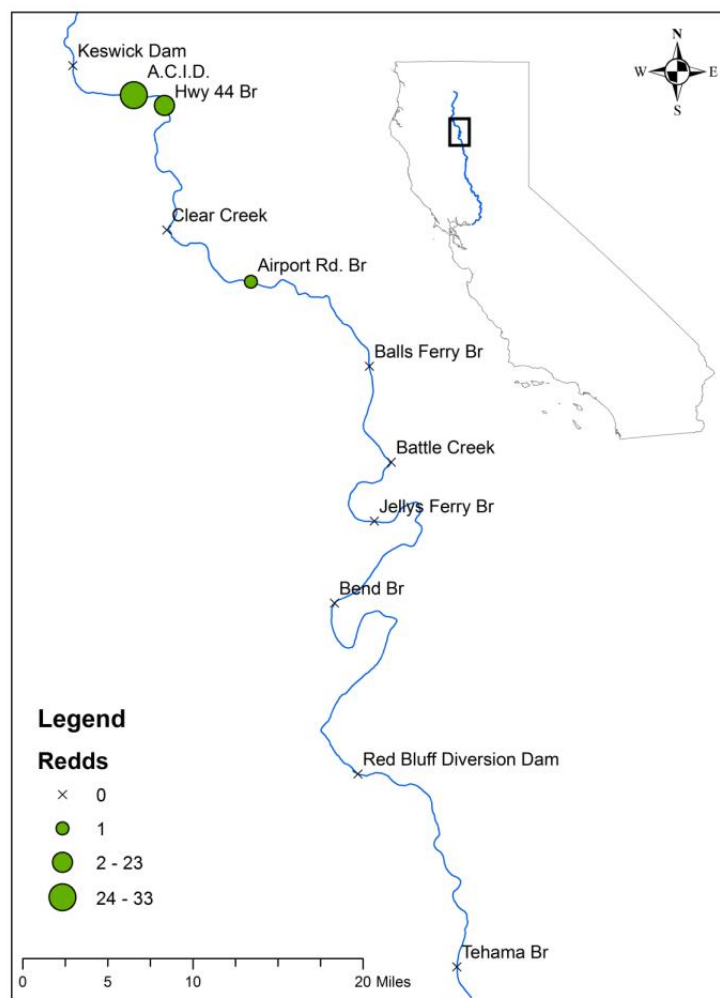 Keswick Dam
A.C.I.D.
Hwy 44 Br
N
W E
S
Clear Creek
Airport Rd. Br
Balls Ferry Br
Battle Creek
Jellys Ferry Br
Bend Br
Red Bluff Diversion Dam
Tehama Br
Legend
Redds
0
1
2 - 23
24 - 33
0 5 10 20 Miles